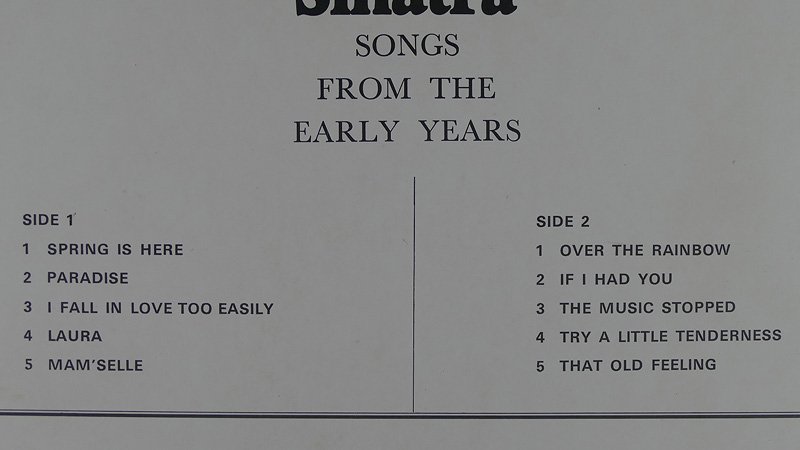 Sinatra
SONGS
FROM THE
EARLY YEARS
SIDE 1
1 SPRING IS HERE
2 PARADISE
3 I FALL IN LOVE TOO EASILY
4 LAURA
5 MAM'SELLE
SIDE 2
1 OVER THE RAINBOW
2 IF I HAD YOU
3 THE MUSIC STOPPED
4 TRY A LITTLE TENDERNESS
5 THAT OLD FEELING